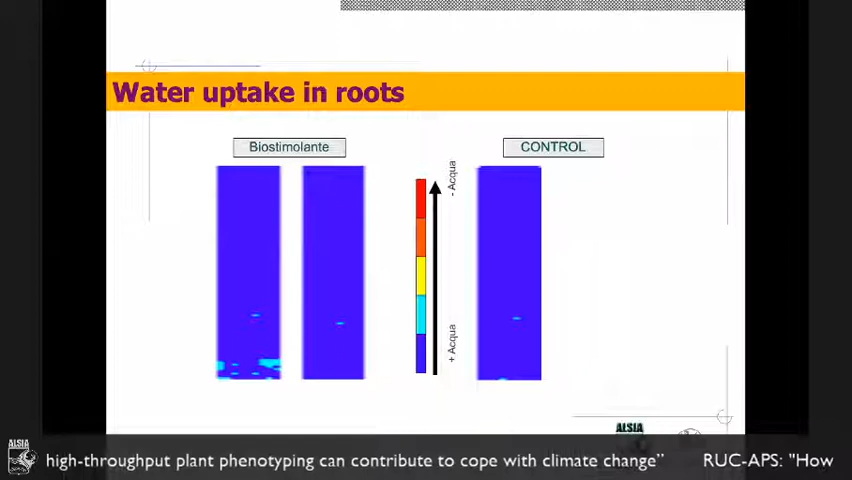 Water uptake in roots
Biostimolante
CONTROL
- Acqua
+ Acqua
ALSIA
ALSIA
high-throughput plant phenotyping can contribute to cope with climate change” RUC-APS: "How